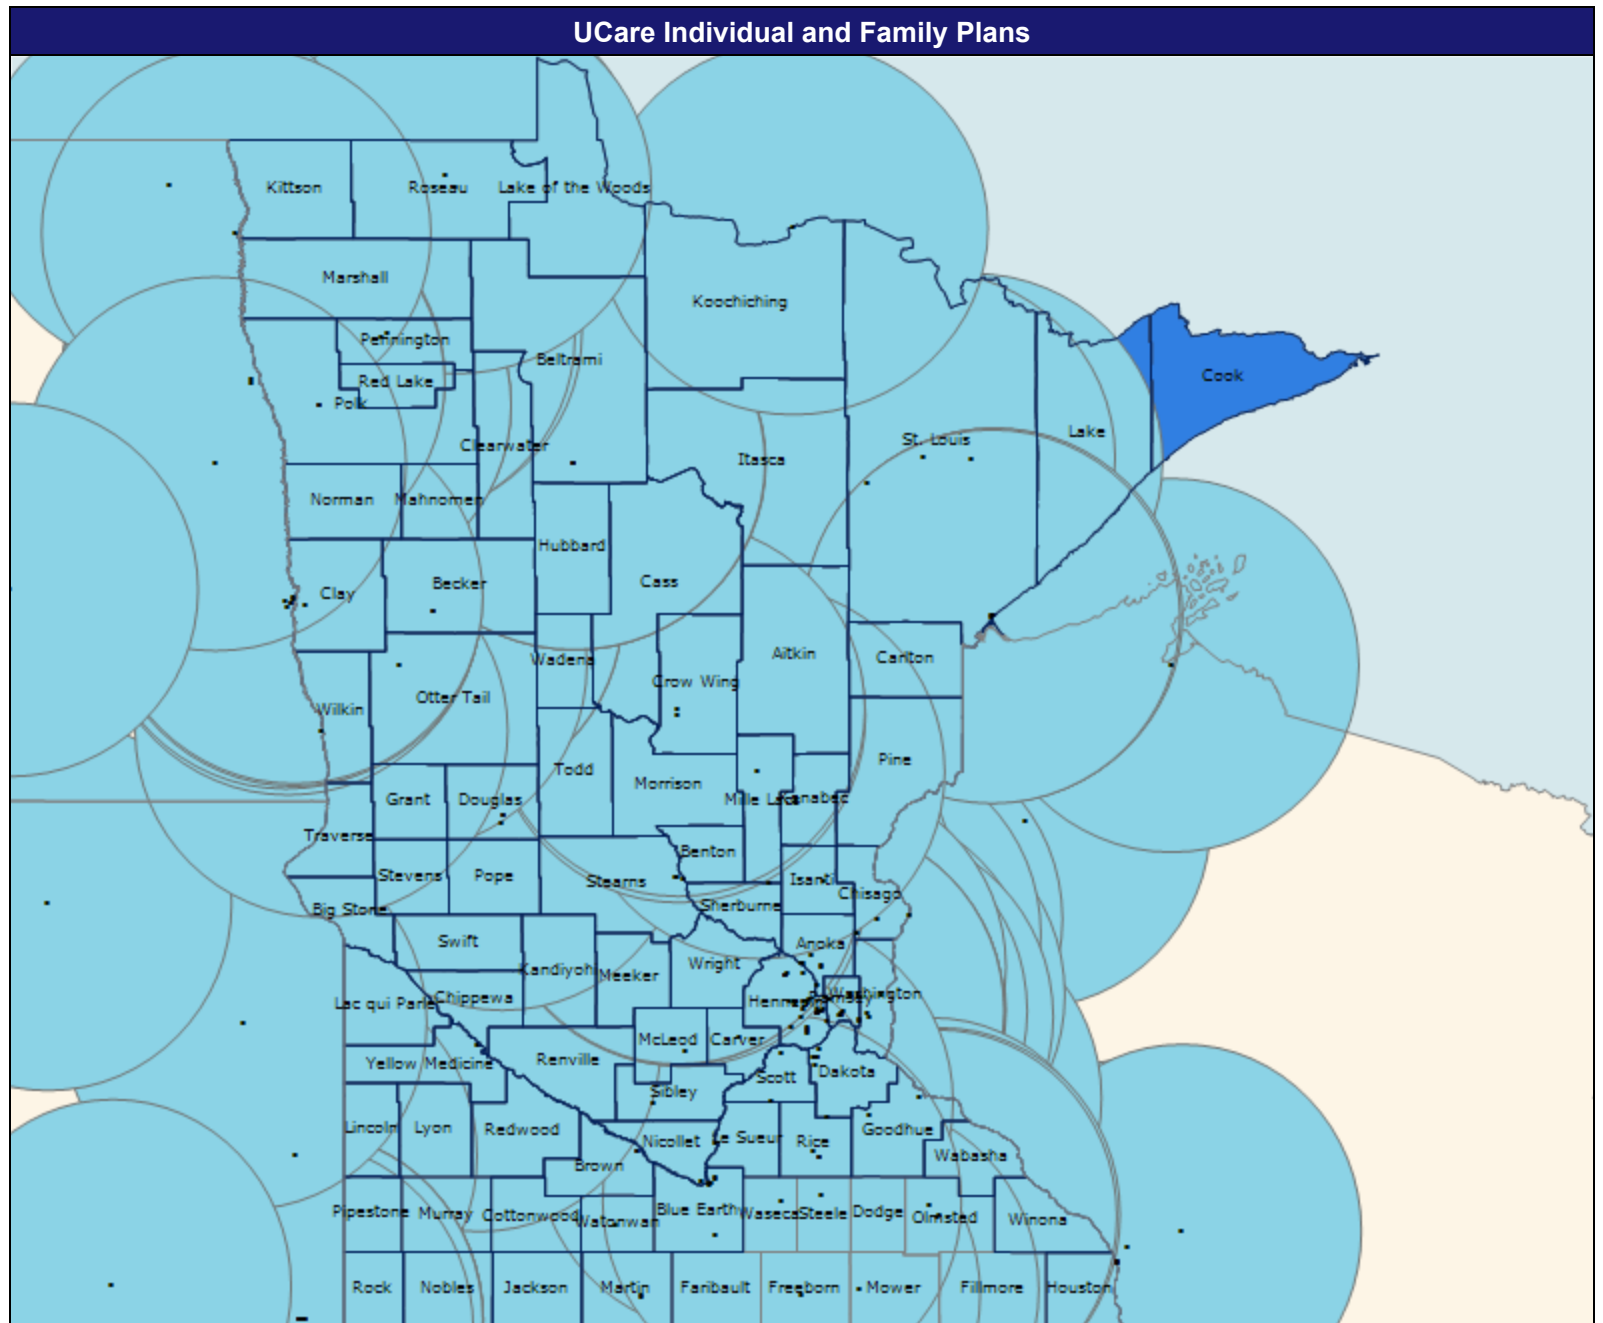 UCare Individual and Family Plans
Kittson
Roseau
Lake of the Woods
Marshall
Koochiching
Pennington
Beltrami
Red Lake
Polk
Cook
Clearwater
St. Louis
Lake
Itasca
Norman
Mahnomen
Hubbard
Cass
Clay
Becker
Wadena
Aitkin
Carlton
Crow Wing
Otter Tail
Wilkin
Pine
Todd
Morrison
Grant
Douglas
Mille Lacs
Kanabec
Traverse
Benton
Stevens
Pope
Stearns
Isanti
Chisago
Sherburne
Big Stone
Swift
Anoka
Kandiyohi
Meeker
Wright
Lac qui Parle
Chippewa
Hennepin
Ramsey
Washington
McLeod
Carver
Yellow Medicine
Renville
Scott
Dakota
Sibley
Lincoln
Lyon
Redwood
Nicollet
Le Sueur
Rice
Goodhue
Wabasha
Brown
Pipestone
Murray
Cottonwood
Watonwan
Blue Earth
Waseca
Steele
Dodge
Olmsted
Winona
Rock
Nobles
Jackson
Martin
Faribault
Freeborn
Mower
Fillmore
Houston